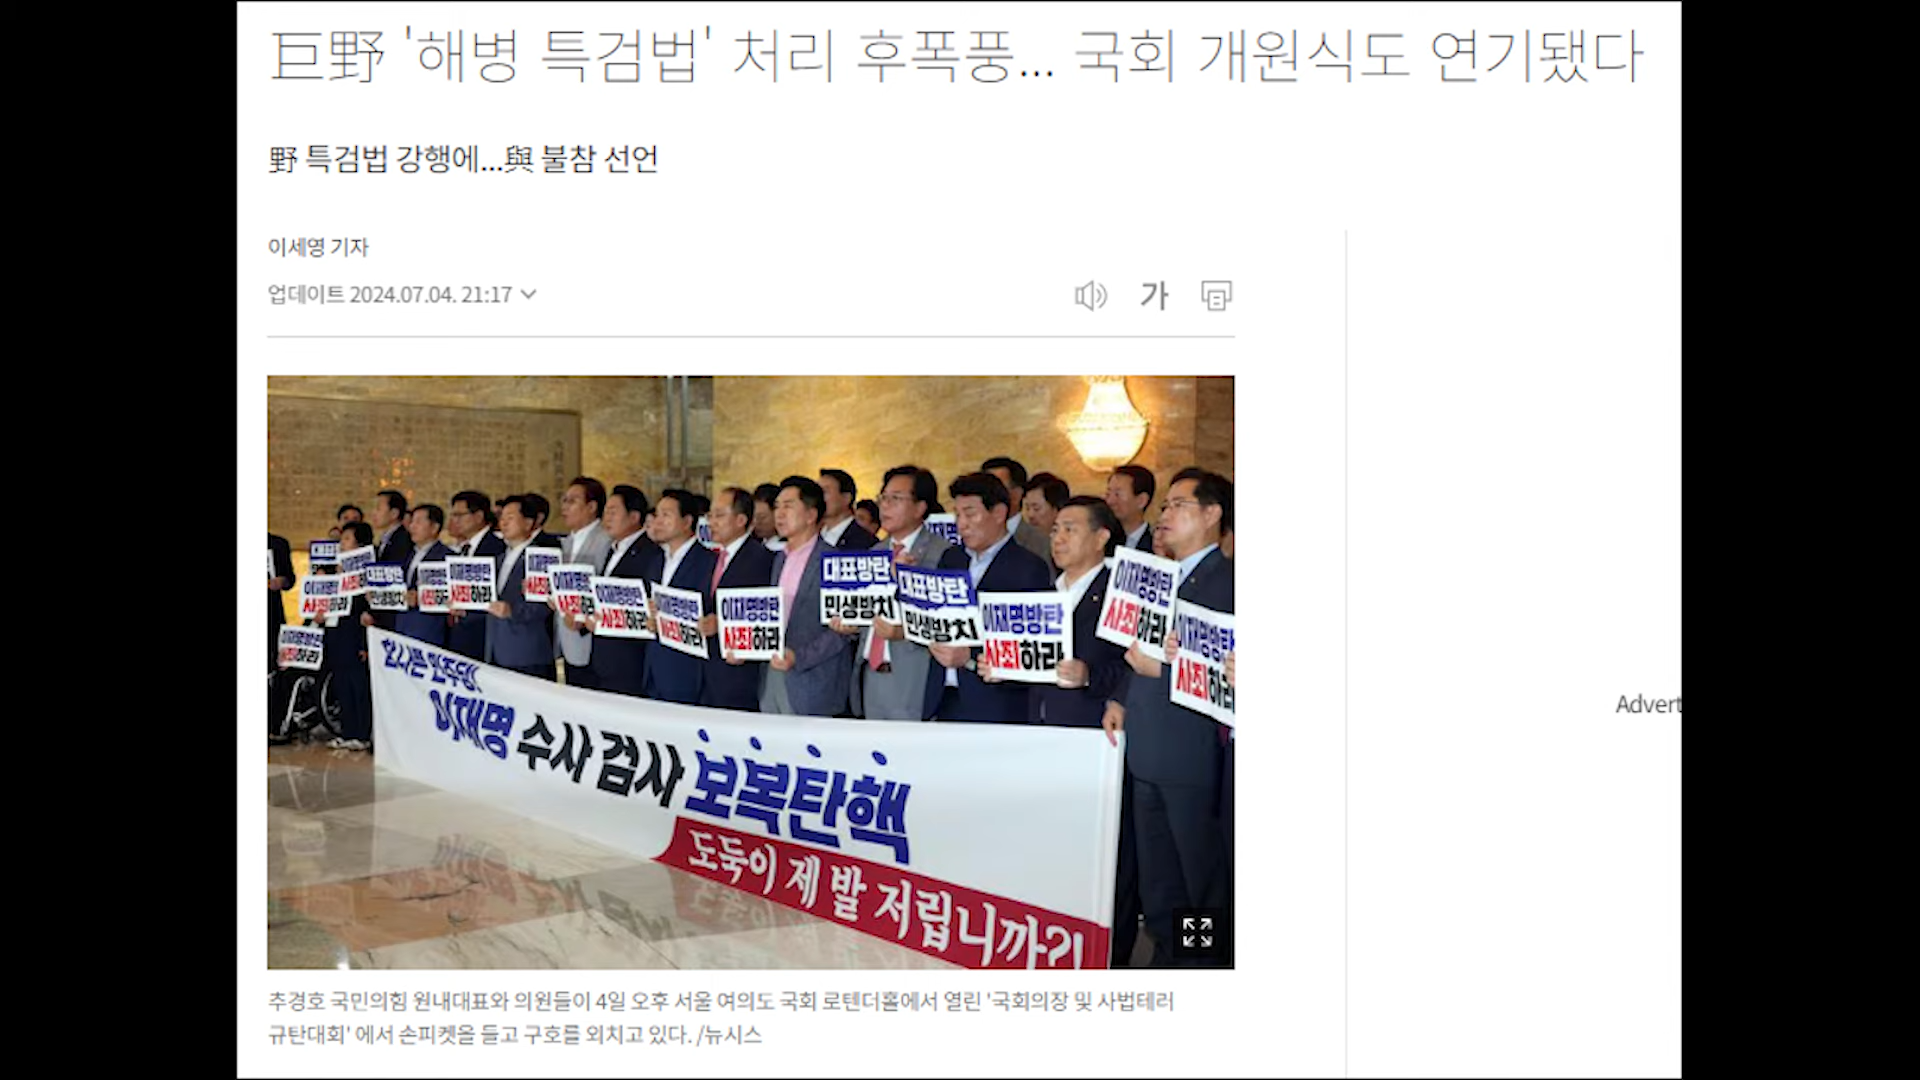 巨野 '해병 특검법' 처리 후폭풍... 국회 개원식도 연기됐다
野 특검법 강행에...與 불참 선언
이세영 기자
업데이트 2024.07.04. 21:17
가
대표방탄
민생방치
대표방탄
민생방치
이재명방탄
사죄하라
이재명방탄
사죄하라
이재명방탄
사죄하라
이재명방탄
사죄하라
이재명방탄
사죄하라
이재명 수사 검사 보복탄핵
도둑이 제 발 저립니까?!
Advert
추경호 국민의힘 원내대표와 의원들이 4일 오후 서울 여의도 국회 로텐더홀에서 열린 '국회의장 및 사법테러
규탄대회' 에서 손피켓을 들고 구호를 외치고 있다. /뉴시스